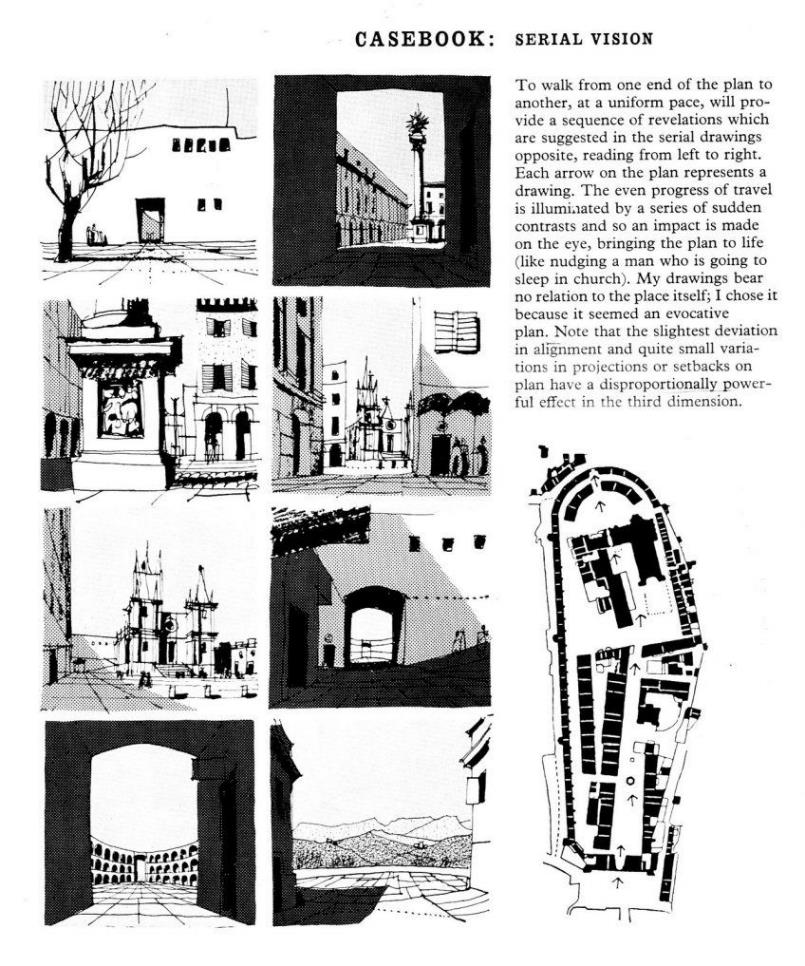 CASEBOOK: SERIAL VISION
To walk from one end of the plan to
another, at a uniform pace, will pro-
vide a sequence of revelations which
are suggested in the serial drawings
opposite, reading from left to right.
Each arrow on the plan represents a
drawing. The even progress of travel
is illuminated by a series of sudden
contrasts and so an impact is made
on the eye, bringing the plan to life
(like nudging a man who is going to
sleep in church). My drawings bear
no relation to the place itself; I chose it
because it seemed an evocative
plan. Note that the slightest deviation
in alignment and quite small varia-
tions in projections or setbacks on
plan have a disproportionally power-
ful effect in the third dimension.